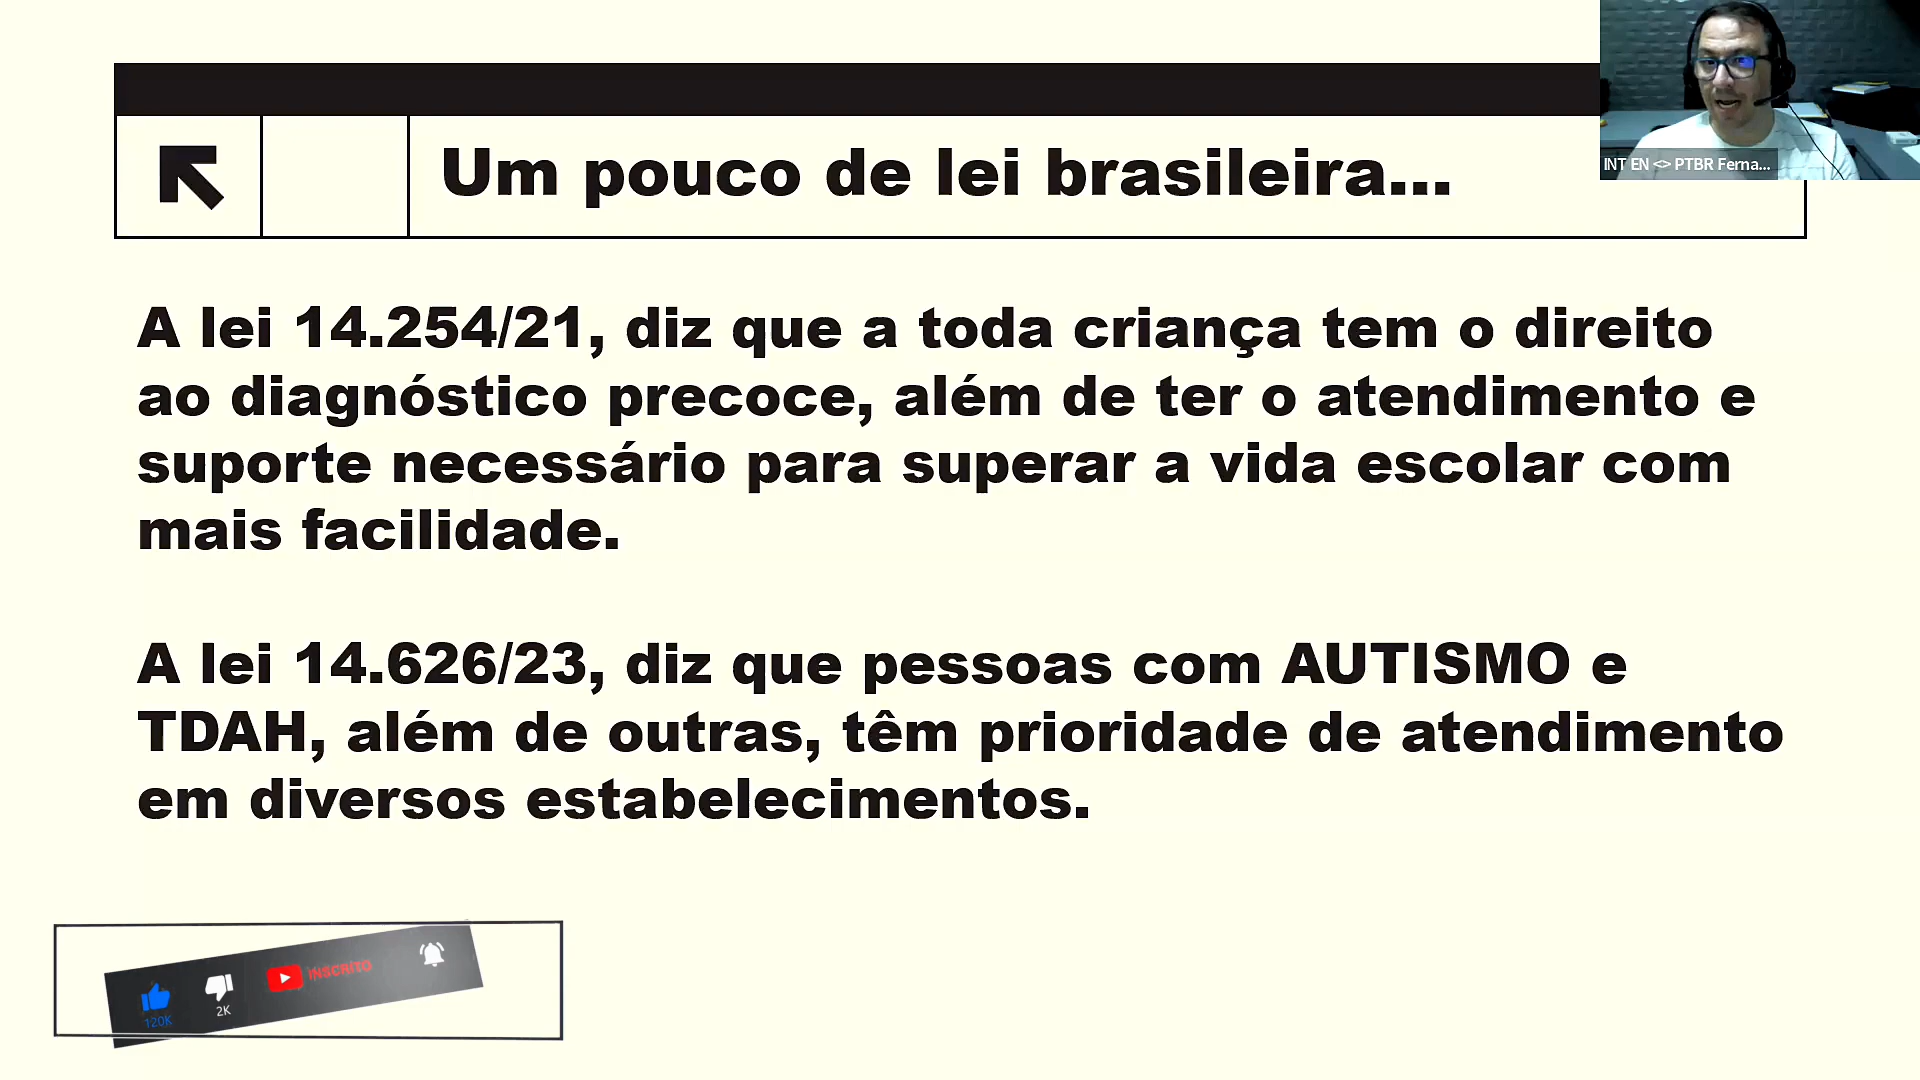 Um pouco de lei brasileira...
INT EN <> PTBR Ferna...
A lei 14.254/21, diz que a toda criança tem o direito
ao diagnóstico precoce, além de ter o atendimento e
suporte necessário para superar a vida escolar com
mais facilidade.
A lei 14.626/23, diz que pessoas com AUTISMO e
TDAH, além de outras, têm prioridade de atendimento
em diversos estabelecimentos.
120K
2K
INSCRITO